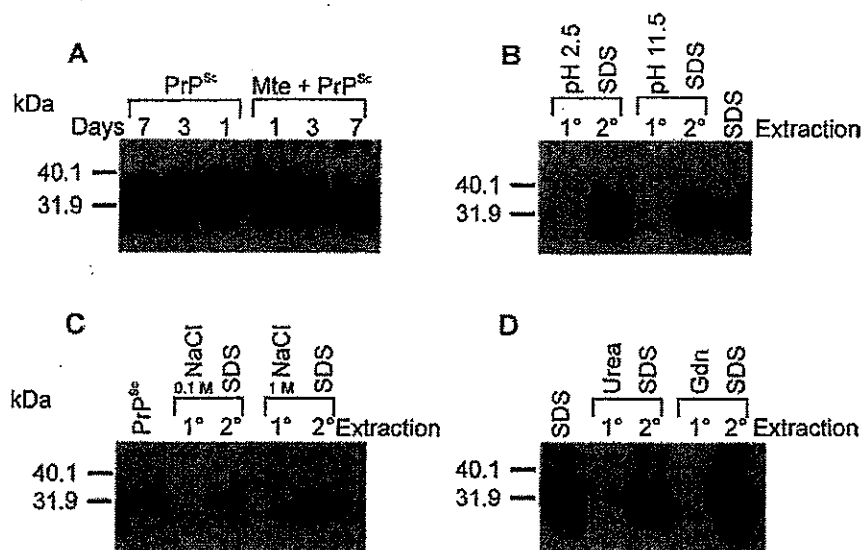 A
PrP^Sc Mte + PrP^Sc
kDa
Days 7 3 1 1 3 7
40.1
31.9
B
pH 2.5 SDS pH 11.5 SDS SDS
1° 2° 1° 2° Extraction
40.1
31.9
C
NaCl 0.1 M SDS NaCl 1 M SDS
kDa
PrP^Sc 1° 2° 1° 2° Extraction
40.1
31.9
D
Urea SDS Gdn SDS
SDS 1° 2° 1° 2° Extraction
40.1
31.9